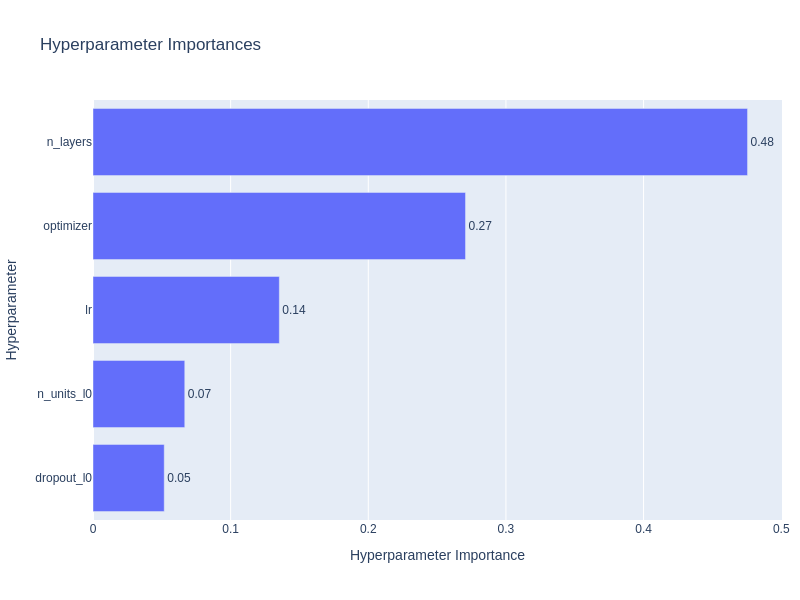 Hyperparameter Importances
n_layers
0.48
optimizer
0.27
lr
0.14
n_units_l0
0.07
dropout_l0
0.05
0
0.1
0.2
0.3
0.4
0.5
Hyperparameter Importance
Hyperparameter